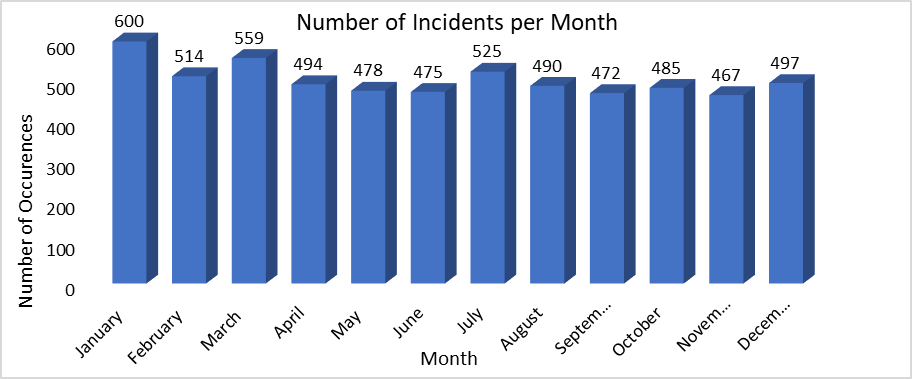 Number of Incidents per Month
Number of Occurences
600
500
400
300
200
100
0
600
514
559
494
478
475
525
490
472
485
467
497
January
February
March
April
May
June
July
August
Septem...
October
Novem...
Decem...
Month